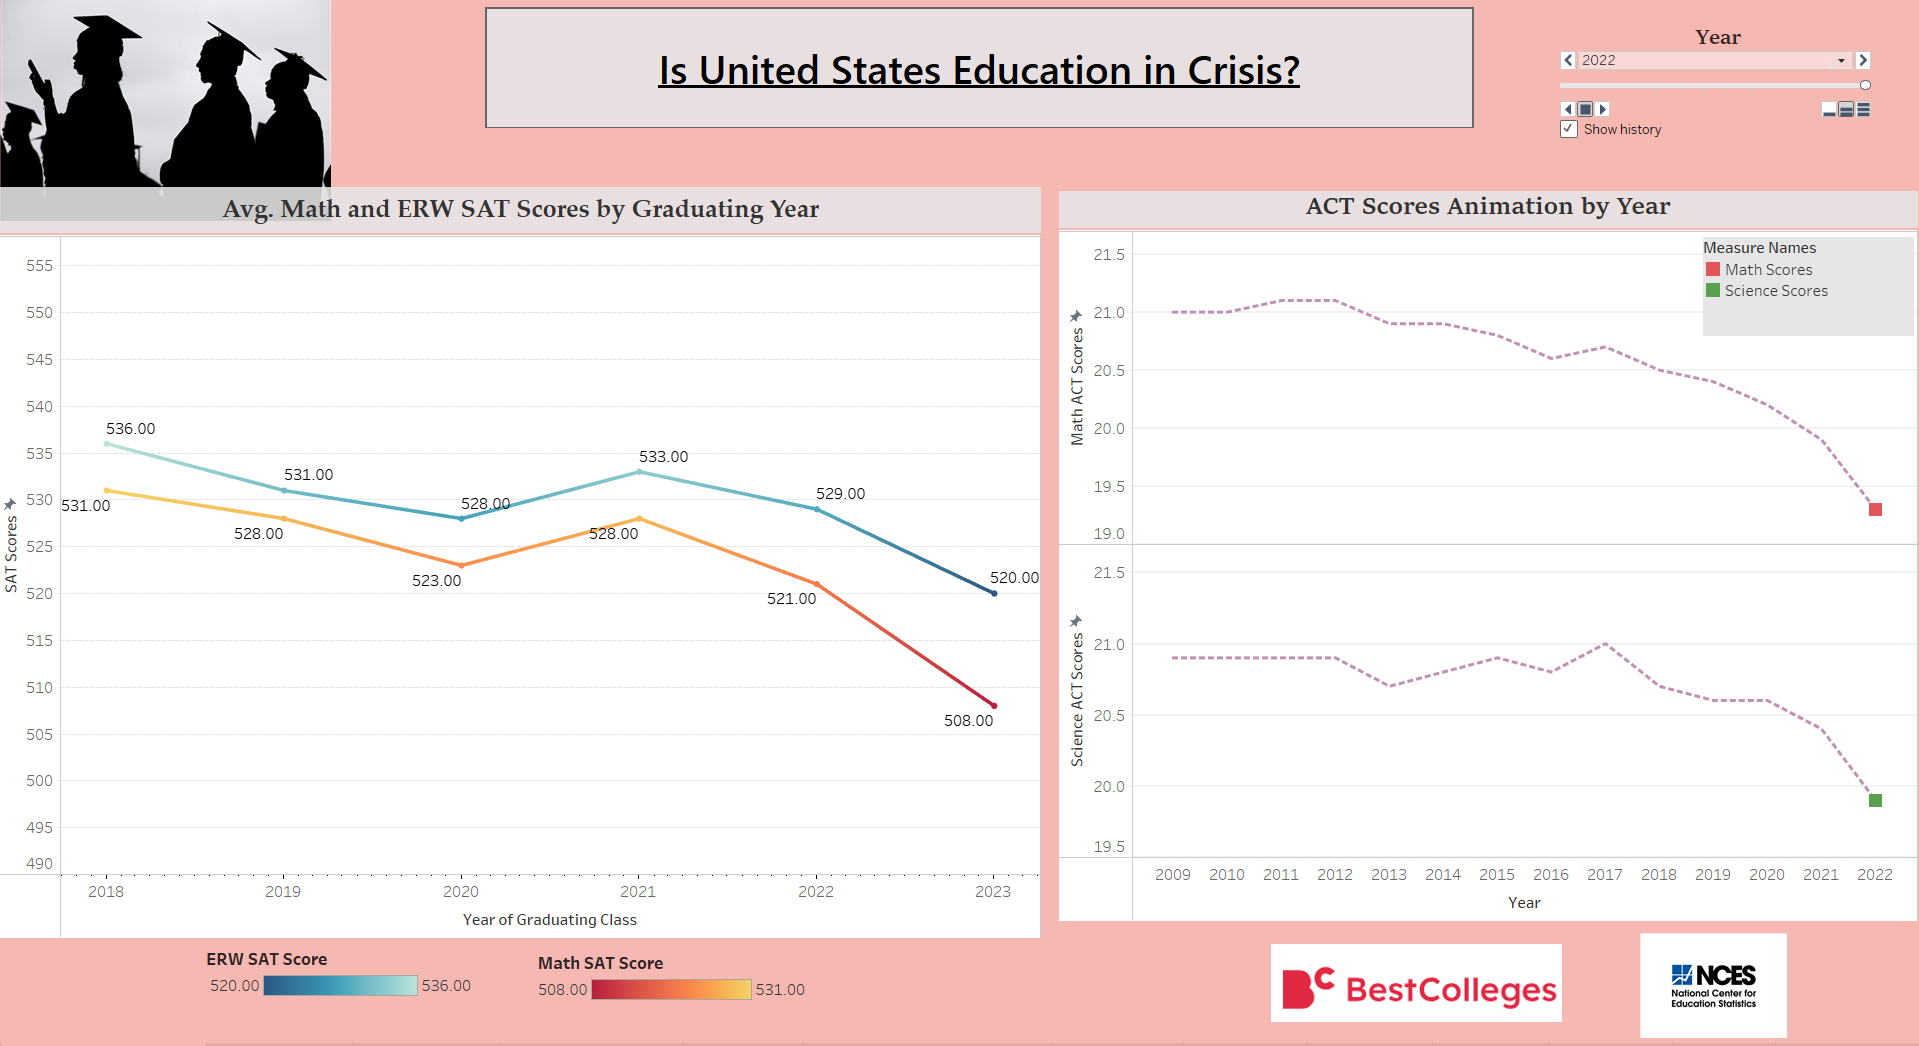 Is United States Education in Crisis?
Year
2022
Show history
Avg. Math and ERW SAT Scores by Graduating Year
555
550
545
540
535
530
525
520
515
510
505
500
495
490
SAT Scores
536.00
531.00
528.00
533.00
529.00
520.00
531.00
528.00
523.00
528.00
521.00
508.00
2018 2019 2020 2021 2022 2023
Year of Graduating Class
ERW SAT Score
520.00 536.00
Math SAT Score
508.00 531.00
ACT Scores Animation by Year
Measure Names
Math Scores
Science Scores
21.5
21.0
20.5
20.0
19.5
19.0
Math ACT Scores
21.5
21.0
20.5
20.0
19.5
Science ACT Scores
2009 2010 2011 2012 2013 2014 2015 2016 2017 2018 2019 2020 2021 2022
Year
BC BestColleges
NCES
National Center for
Education Statistics